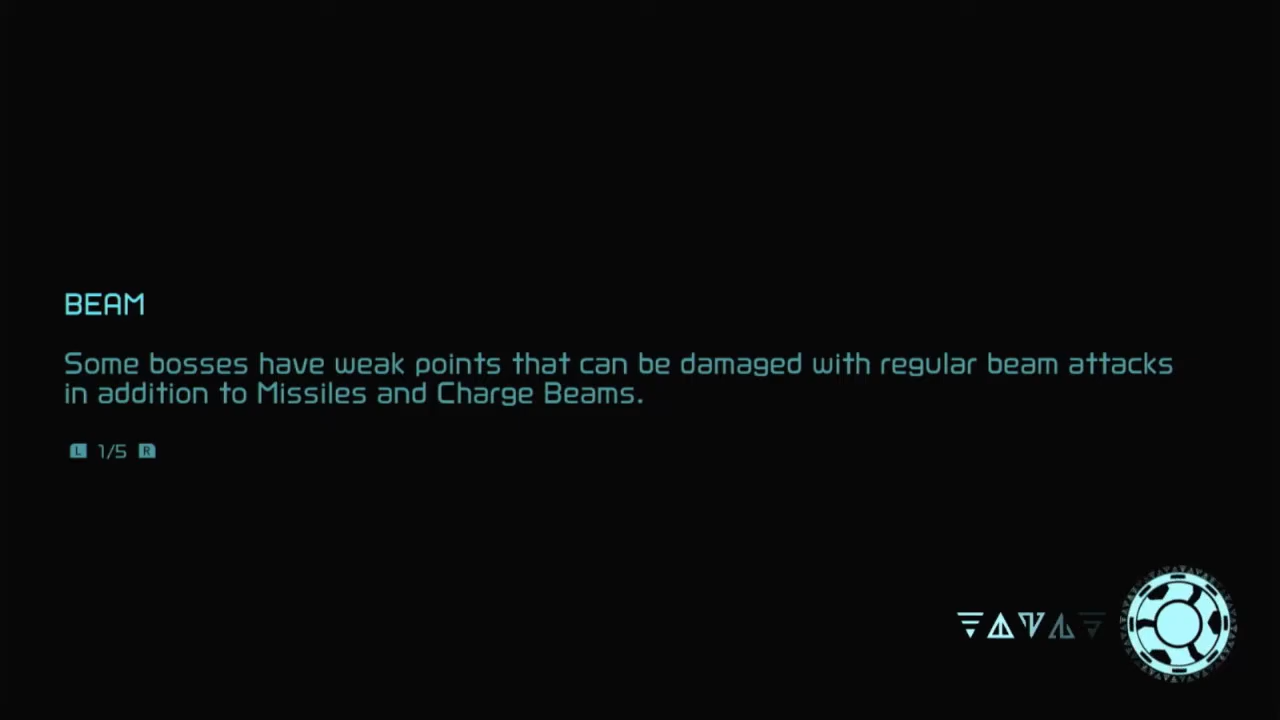 BEAM
Some bosses have weak points that can be damaged with regular beam attacks
in addition to Missiles and Charge Beams.
L 1/5 R